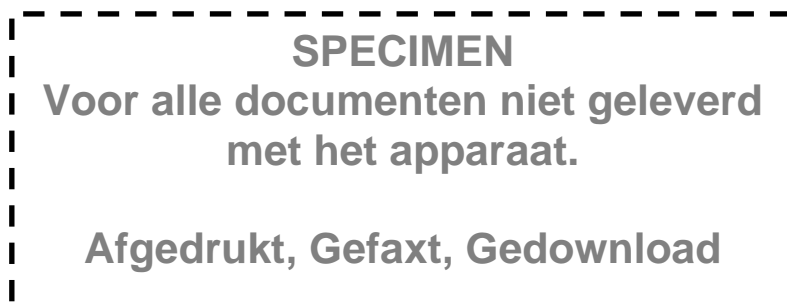 SPECIMEN
Voor alle documenten niet geleverd
met het apparaat.
Afgedrukt, Gefaxt, Gedownload